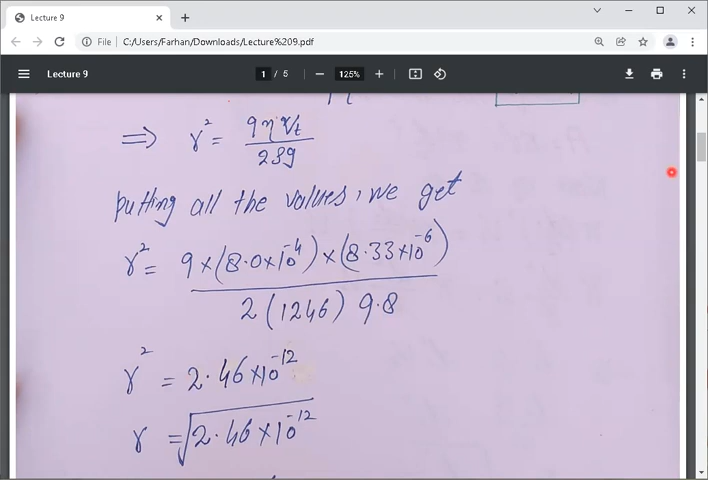 Lecture 9
File C:/Users/Farhan/Downloads/Lecture%209.pdf
Lecture 9 1 / 5 125%
⟹ r² = 9ηVt / 2ρg
putting all the values, we get
r² = 9×(8.0×10⁻⁴)×(8.33×10⁻⁶) / 2(1246) 9.8
r² = 2.46×10⁻¹²
r = √2.46×10⁻¹²